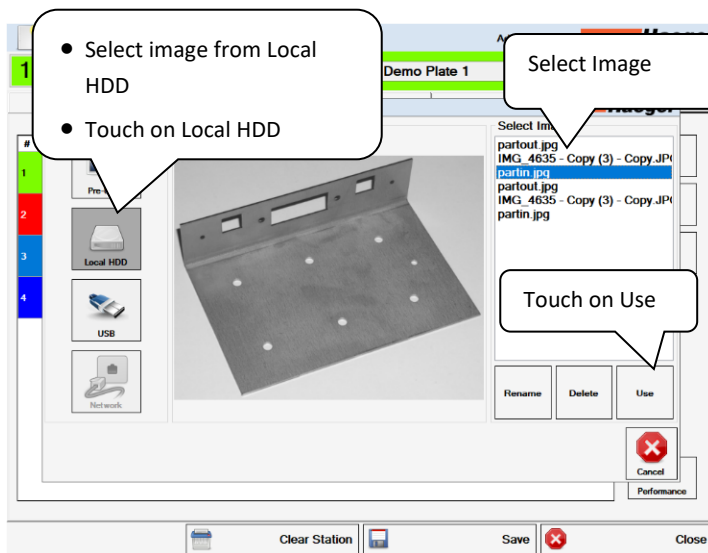 • Select image from Local
HDD
• Touch on Local HDD
Select Image
1
Demo Plate 1
#
1
2
3
4
Local HDD
USB
Network
partout.jpg
IMG_4635 - Copy (3) - Copy.JP
partin.jpg
partout.jpg
IMG_4635 - Copy (3) - Copy.JP
partin.jpg
Touch on Use
Rename Delete Use
Cancel
Performance
Clear Station Save Close